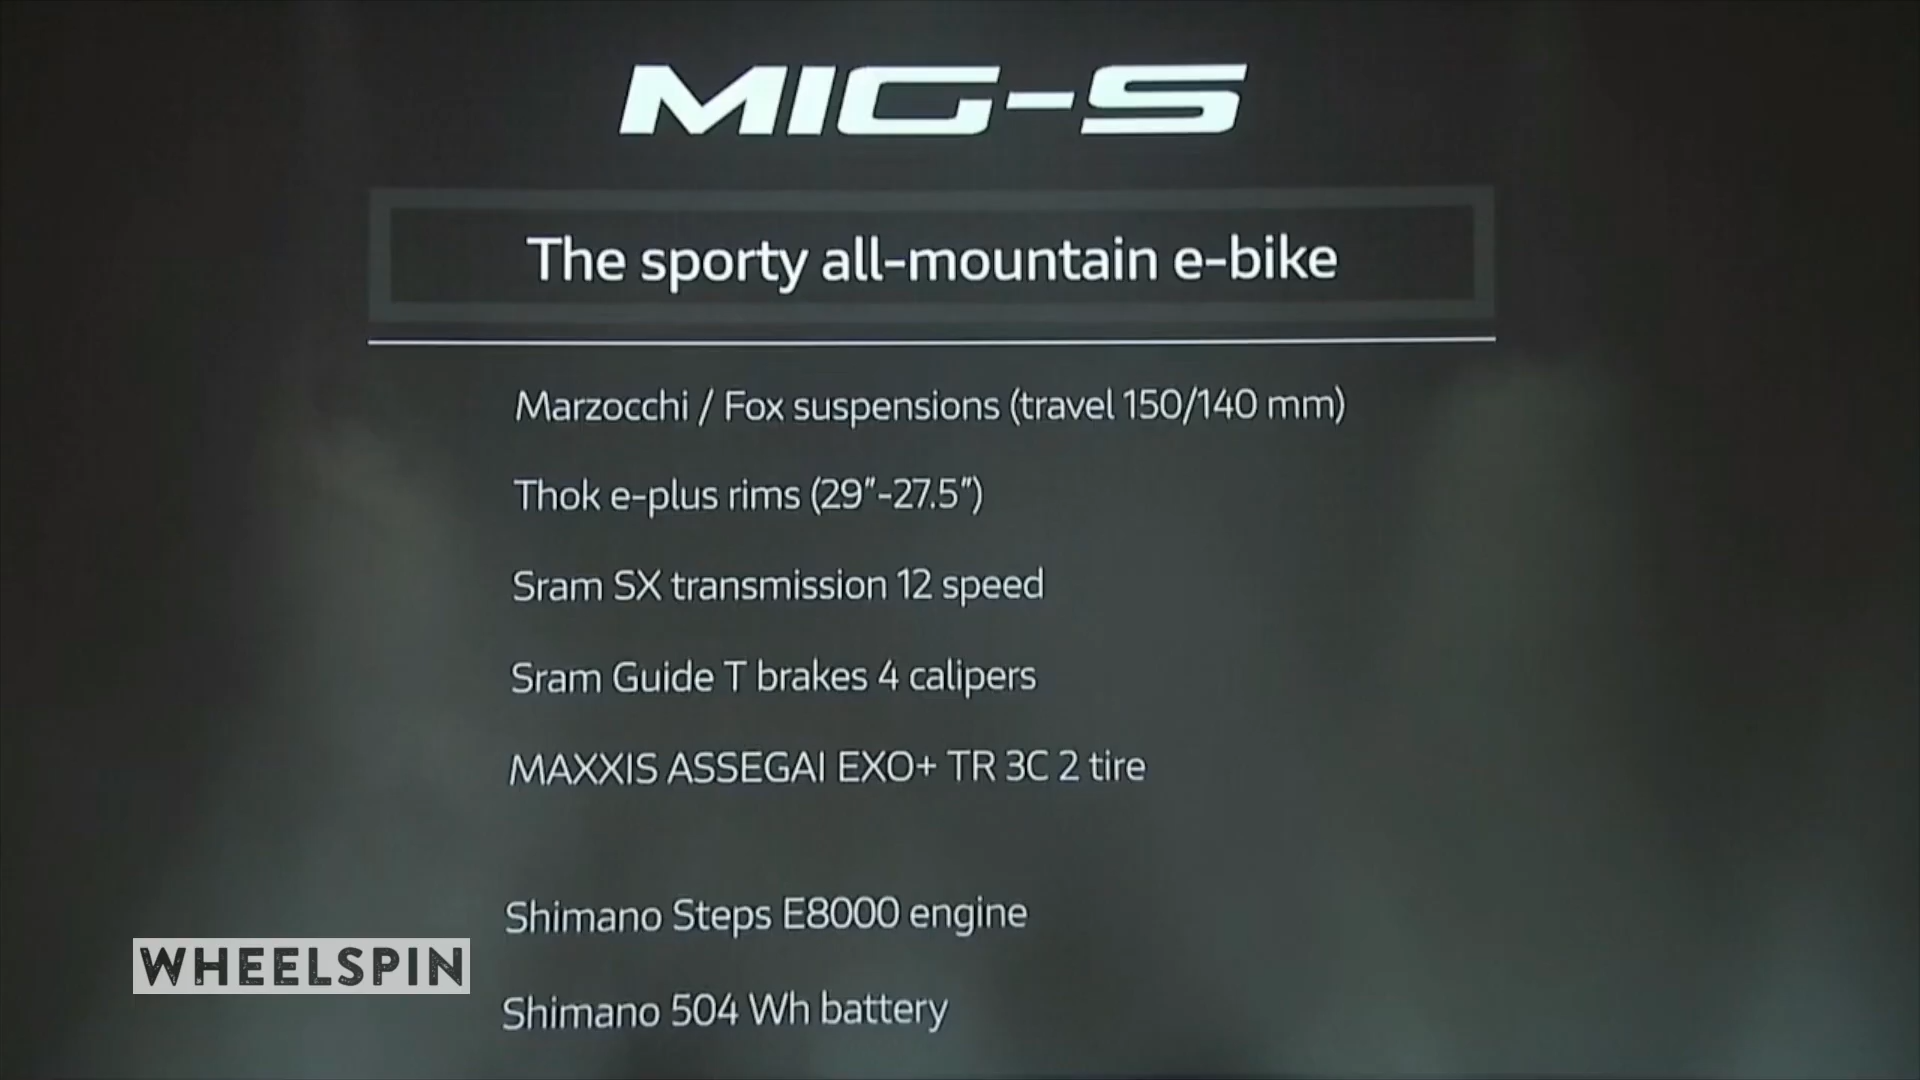 MIG-S
The sporty all-mountain e-bike
Marzocchi / Fox suspensions (travel 150/140 mm)
Thok e-plus rims (29"-27.5")
Sram SX transmission 12 speed
Sram Guide T brakes 4 calipers
MAXXIS ASSEGAI EXO+ TR 3C 2 tire
Shimano Steps E8000 engine
WHEELSPIN
Shimano 504 Wh battery